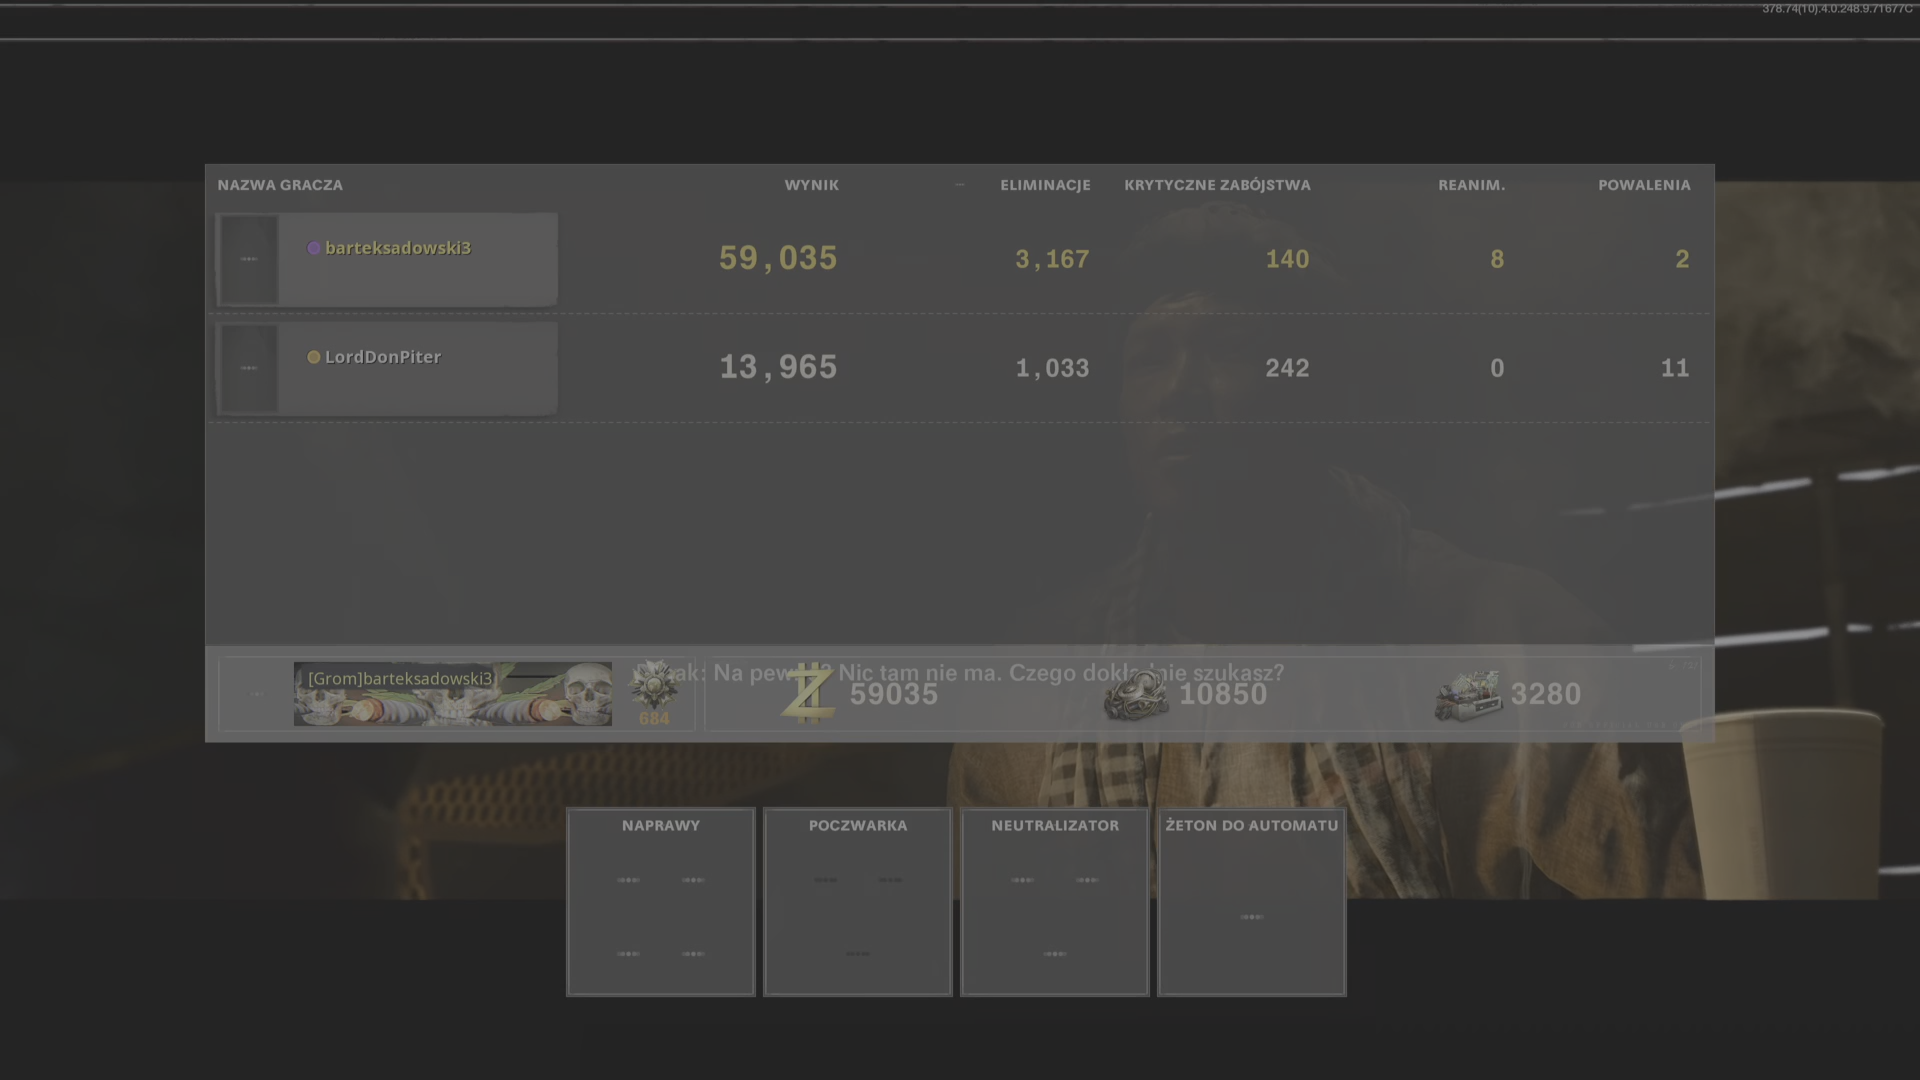 378.74(10).4.0.248.9.71677C
NAZWA GRACZA WYNIK ELIMINACJE KRYTYCZNE ZABÓJSTWA REANIM. POWALENIA
barteksadowski3 59,035 3,167 140 8 2
LordDonPiter 13,965 1,033 242 0 11
Na Nic tam nie ma. Czego szukasz?
[Grom]barteksadowski3 684 59035 10850 3280
NAPRAWY POCZWARKA NEUTRALIZATOR ŻETON DO AUTOMATU